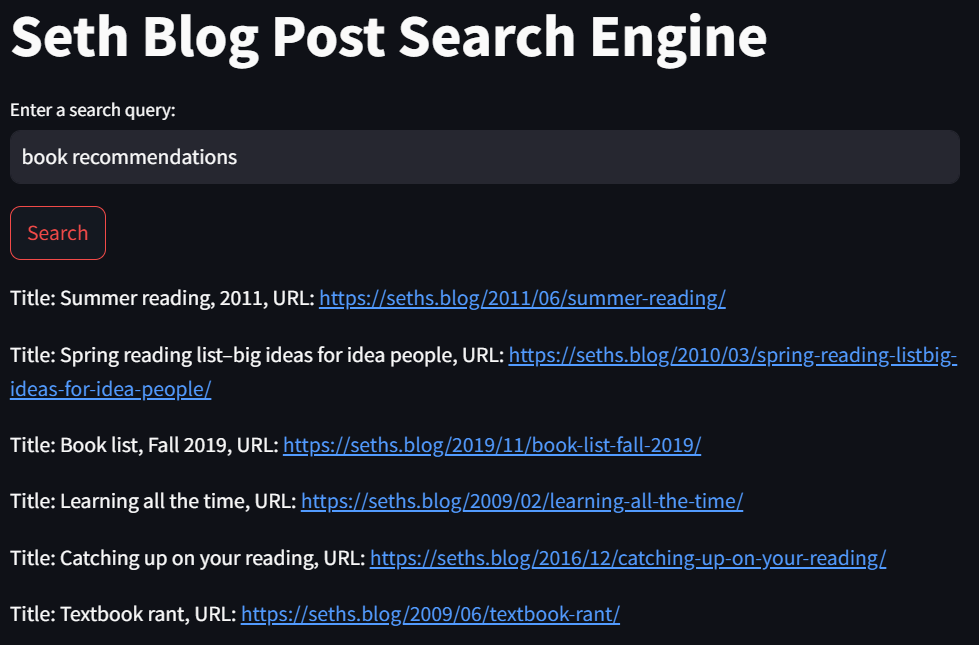 Seth Blog Post Search Engine
Enter a search query:
book recommendations
Search
Title: Summer reading, 2011, URL: https://seths.blog/2011/06/summer-reading/
Title: Spring reading list–big ideas for idea people, URL: https://seths.blog/2010/03/spring-reading-listbig-
ideas-for-idea-people/
Title: Book list, Fall 2019, URL: https://seths.blog/2019/11/book-list-fall-2019/
Title: Learning all the time, URL: https://seths.blog/2009/02/learning-all-the-time/
Title: Catching up on your reading, URL: https://seths.blog/2016/12/catching-up-on-your-reading/
Title: Textbook rant, URL: https://seths.blog/2009/06/textbook-rant/